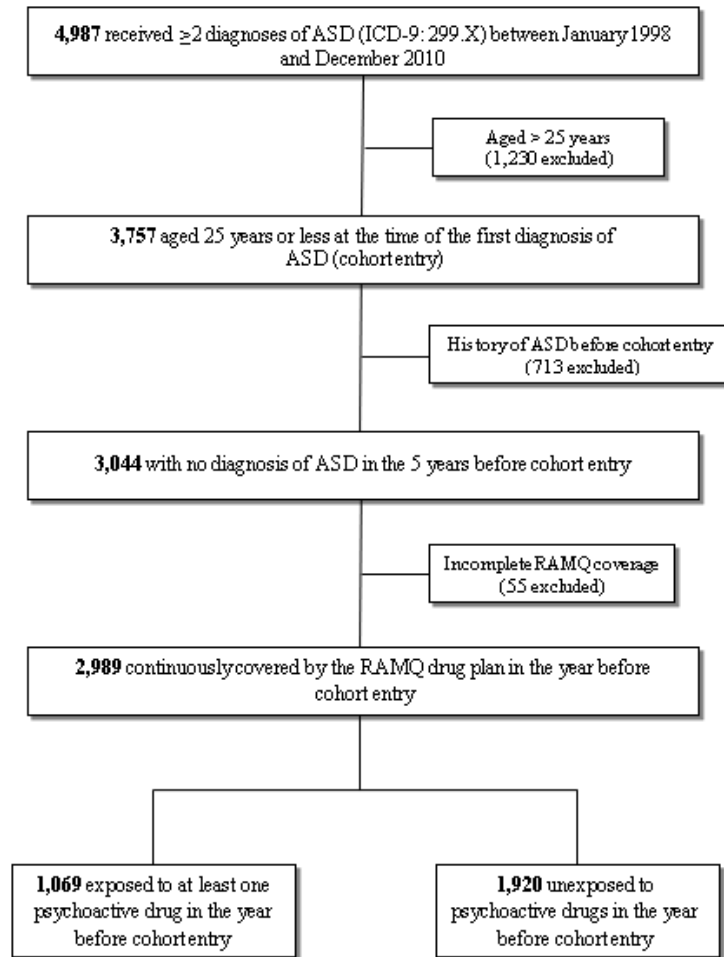 4,987 received ≥2 diagnoses of ASD (ICD-9: 299.X) between January 1998
and December 2010
Aged > 25 years
(1,230 excluded)
3,757 aged 25 years or less at the time of the first diagnosis of
ASD (cohort entry)
History of ASD before cohort entry
(713 excluded)
3,044 with no diagnosis of ASD in the 5 years before cohort entry
Incomplete RAMQ coverage
(55 excluded)
2,989 continuously covered by the RAMQ drug plan in the year before
cohort entry
1,069 exposed to at least one
psychoactive drug in the year
before cohort entry
1,920 unexposed to
psychoactive drugs in the year
before cohort entry